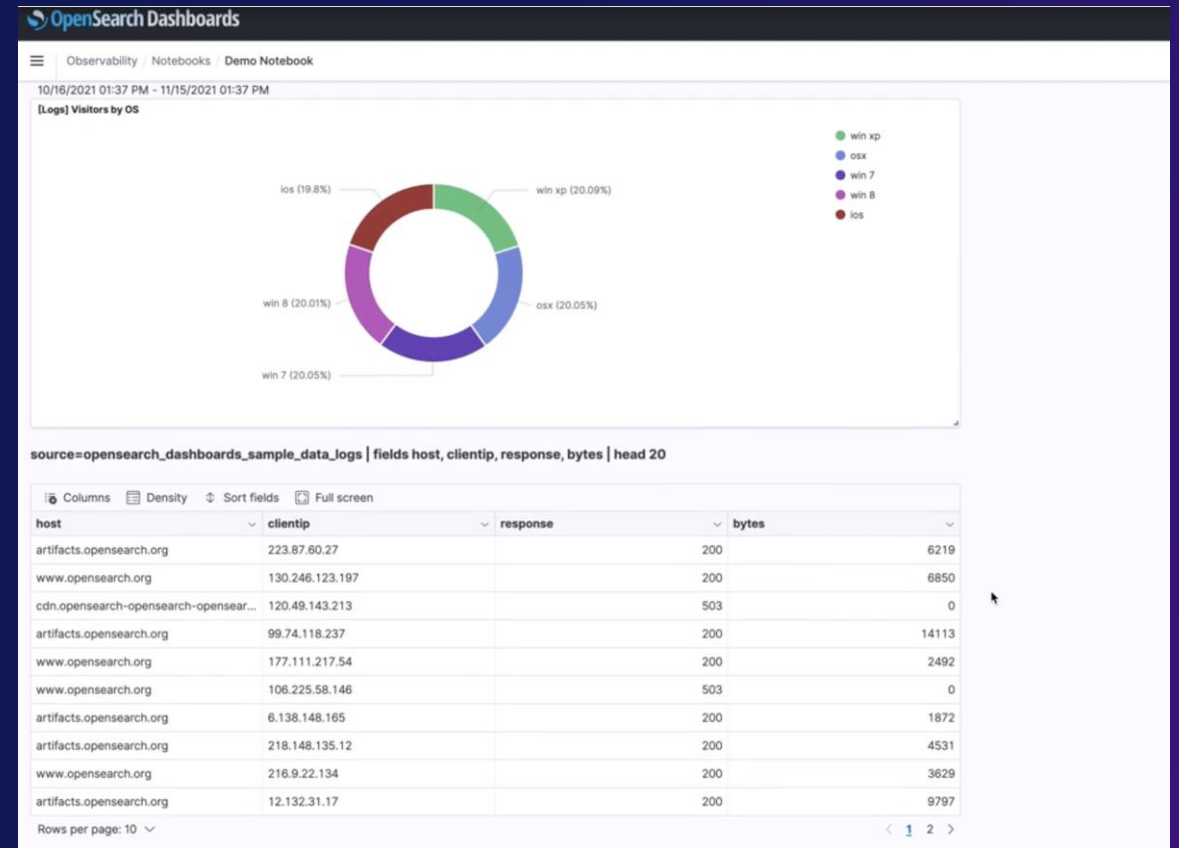 OpenSearch Dashboards
Observability / Notebooks / Demo Notebook
10/16/2021 01:37 PM - 11/15/2021 01:37 PM
[Logs] Visitors by OS
win xp
osx
win 7
win 8
ios
ios (19.8%)
win xp (20.09%)
win 8 (20.01%)
osx (20.05%)
win 7 (20.05%)
source=opensearch_dashboards_sample_data_logs | fields host, clientip, response, bytes | head 20
Columns Density Sort fields Full screen
host clientip response bytes
artifacts.opensearch.org 223.87.60.27 200 6219
www.opensearch.org 130.246.123.197 200 6850
cdn.opensearch-opensearch-opensear... 120.49.143.213 503 0
artifacts.opensearch.org 99.74.118.237 200 14113
www.opensearch.org 177.111.217.54 200 2492
www.opensearch.org 106.225.58.146 503 0
artifacts.opensearch.org 6.138.148.165 200 1872
artifacts.opensearch.org 218.148.135.12 200 4531
www.opensearch.org 216.9.22.134 200 3629
artifacts.opensearch.org 12.132.31.17 200 9797
Rows per page: 10 < 1 2 >